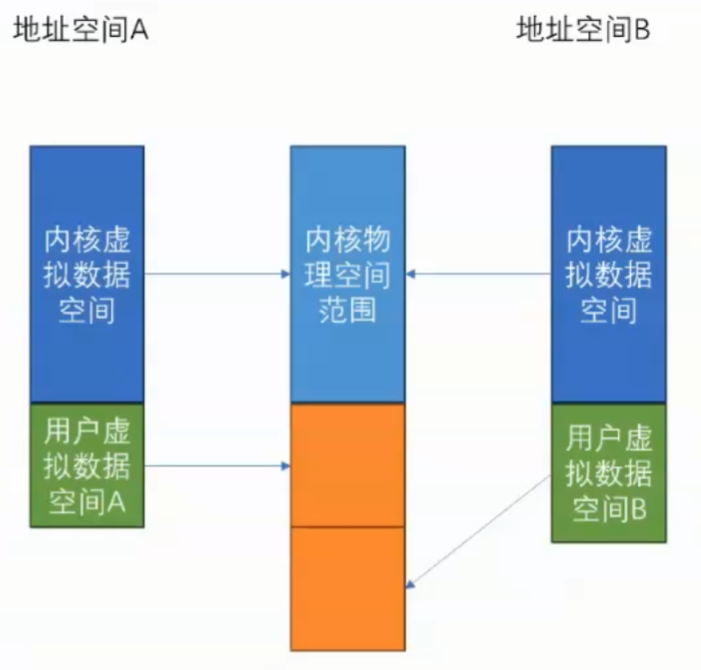 地址空间A
地址空间B
内核虚
拟数据
空间
内核物
理空间
范围
内核虚
拟数据
空间
用户虚
拟数据
空间A
用户虚
拟数据
空间B